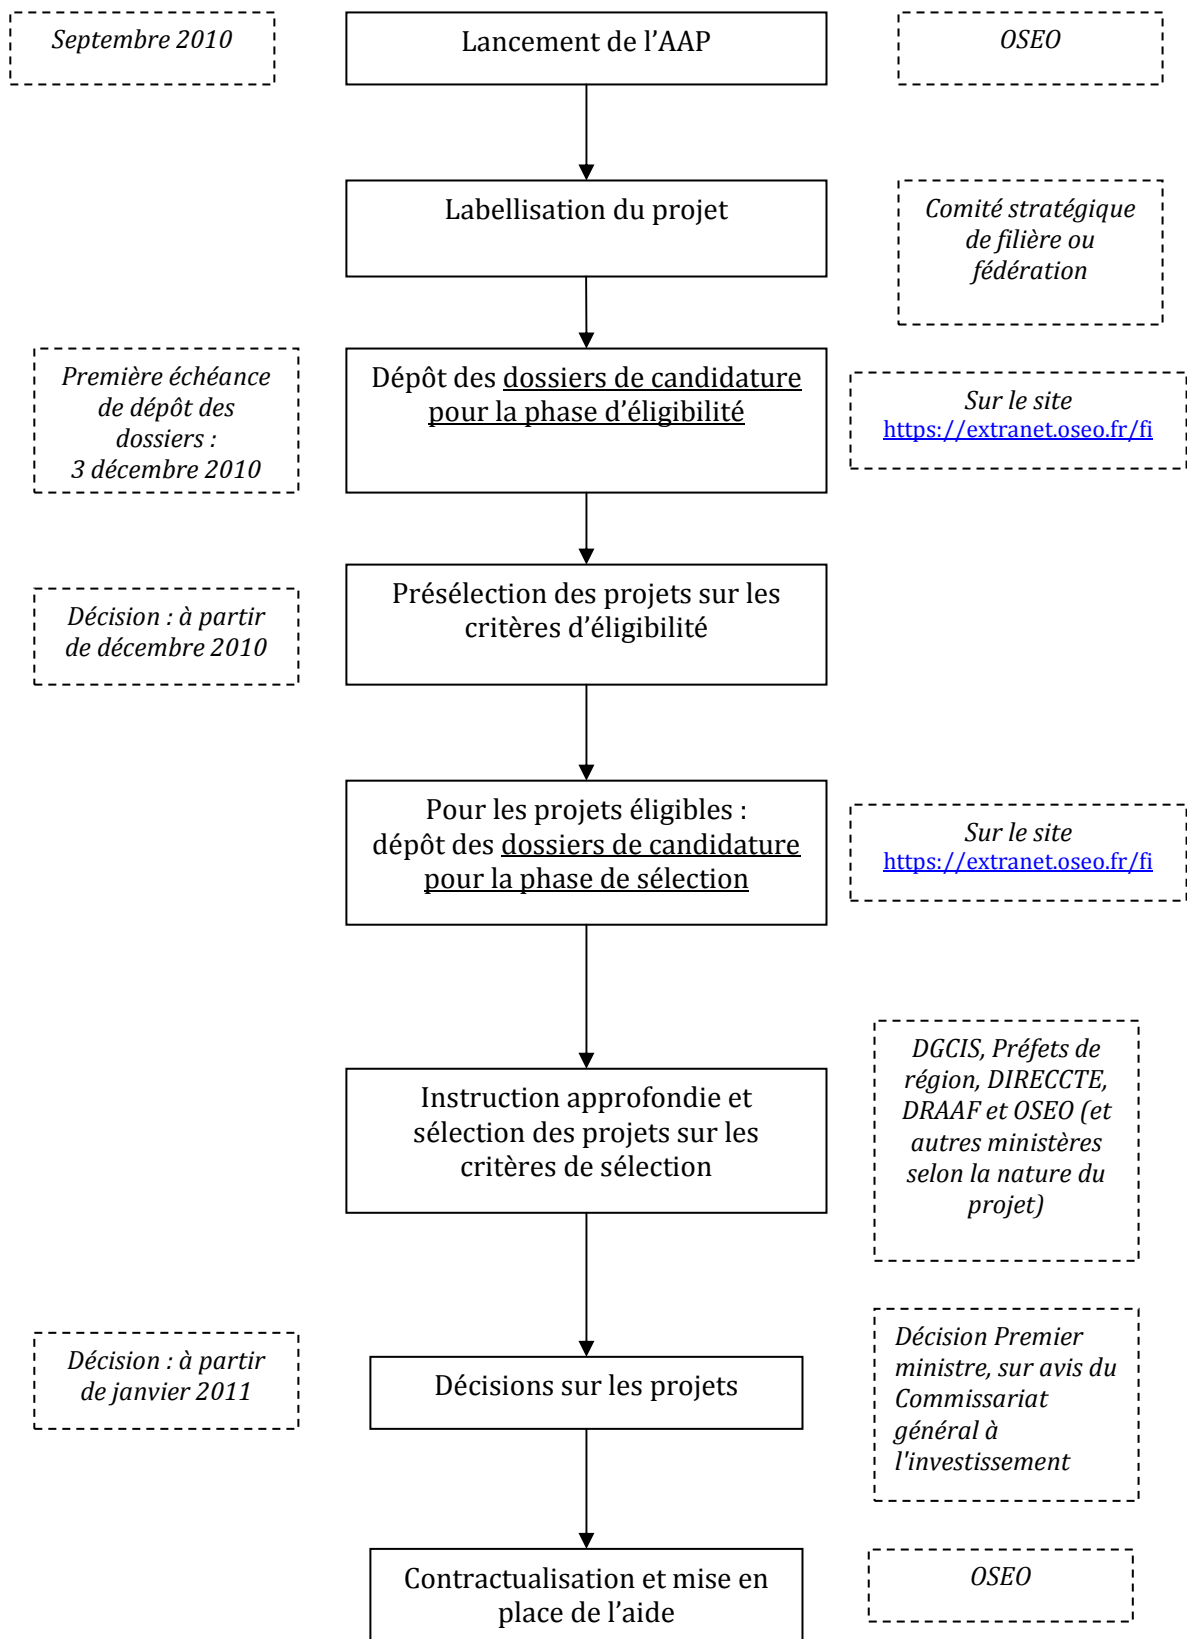 Septembre 2010
Lancement de l’AAP
OSEO
Labellisation du projet
Comité stratégique
de filière ou
fédération
Première échéance
de dépôt des
dossiers :
3 décembre 2010
Dépôt des dossiers de candidature
pour la phase d’éligibilité
Sur le site
https://extranet.oseo.fr/fi
Décision : à partir
de décembre 2010
Présélection des projets sur les
critères d’éligibilité
Pour les projets éligibles :
dépôt des dossiers de candidature
pour la phase de sélection
Sur le site
https://extranet.oseo.fr/fi
Instruction approfondie et
sélection des projets sur les
critères de sélection
DGCIS, Préfets de
région, DIRECCTE,
DRAAF et OSEO (et
autres ministères
selon la nature du
projet)
Décision : à partir
de janvier 2011
Décisions sur les projets
Décision Premier
ministre, sur avis du
Commissariat
général à
l'investissement
Contractualisation et mise en
place de l’aide
OSEO